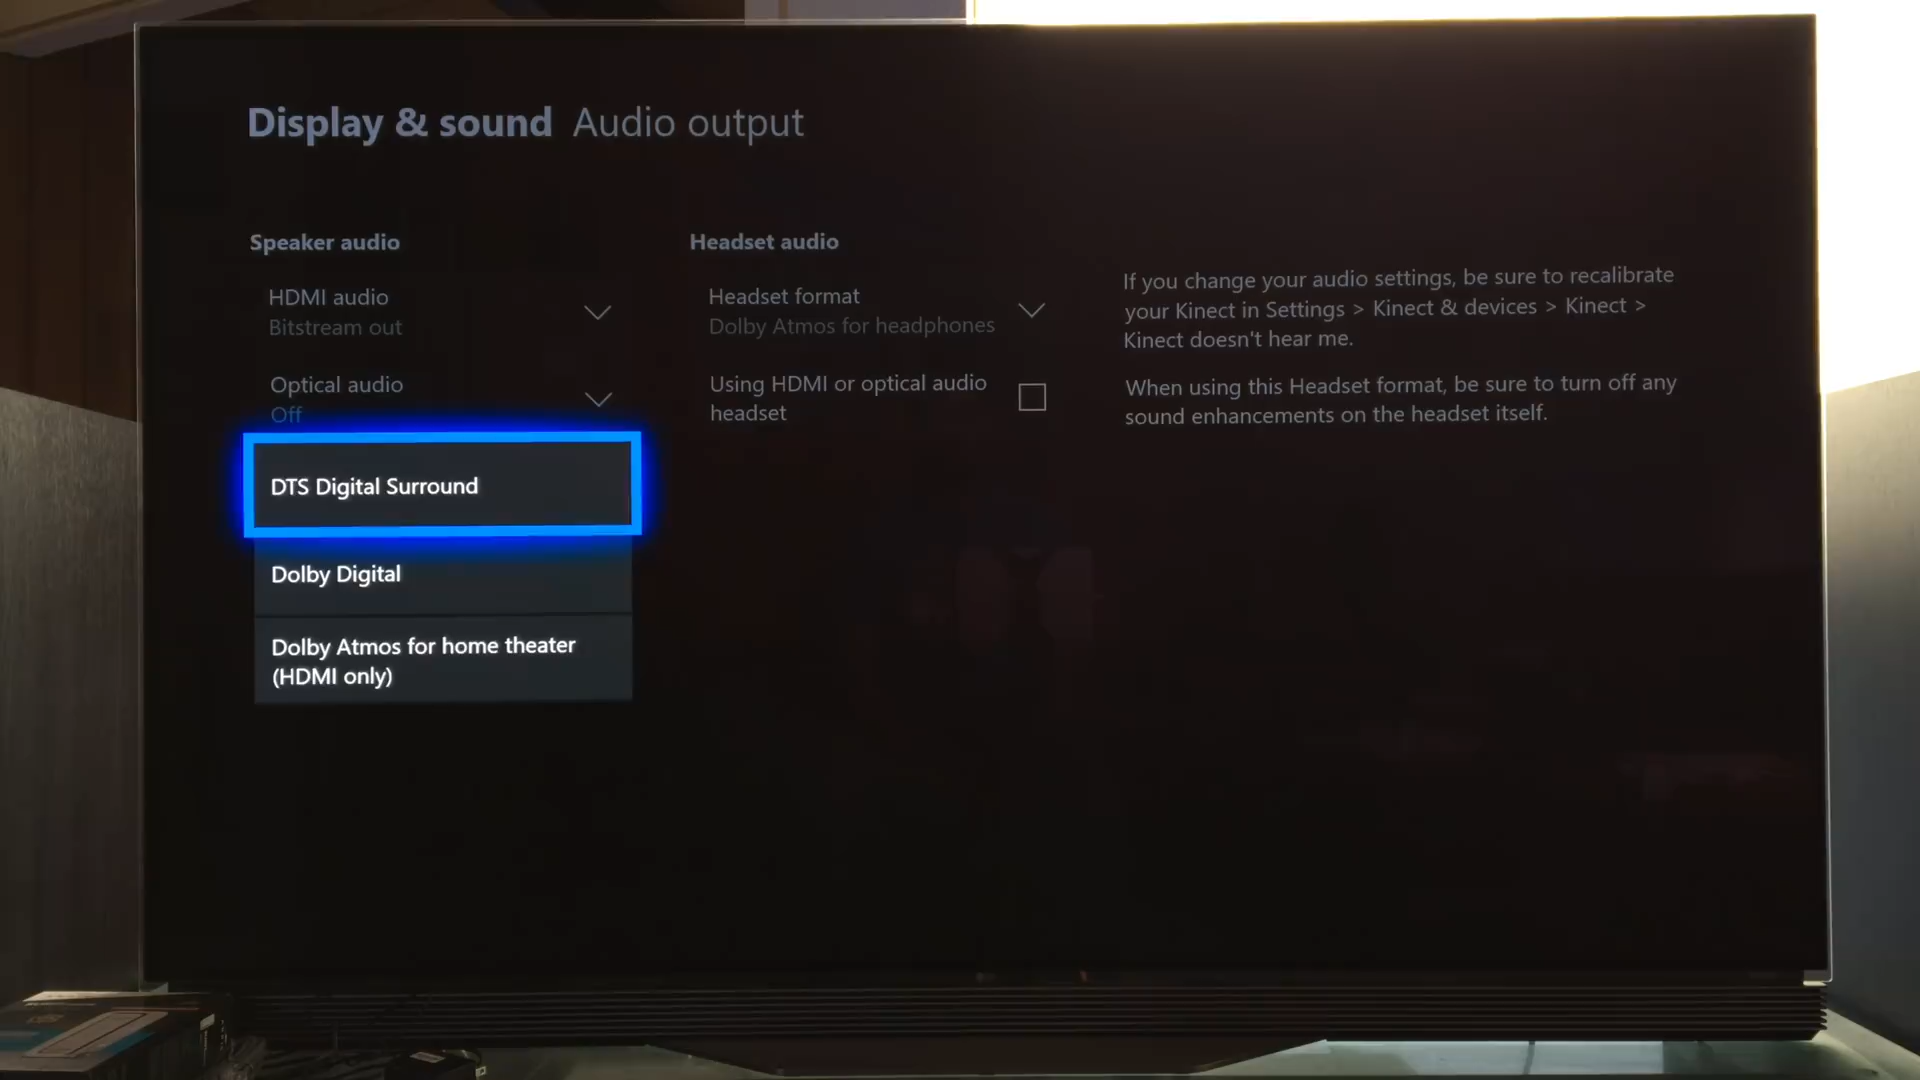 Display & sound Audio output
Speaker audio
HDMI audio
Bitstream out
Optical audio
Off
DTS Digital Surround
Dolby Digital
Dolby Atmos for home theater
(HDMI only)
Headset audio
Headset format
Dolby Atmos for headphones
Using HDMI or optical audio
headset
If you change your audio settings, be sure to recalibrate
your Kinect in Settings > Kinect & devices > Kinect >
Kinect doesn't hear me.
When using this Headset format, be sure to turn off any
sound enhancements on the headset itself.